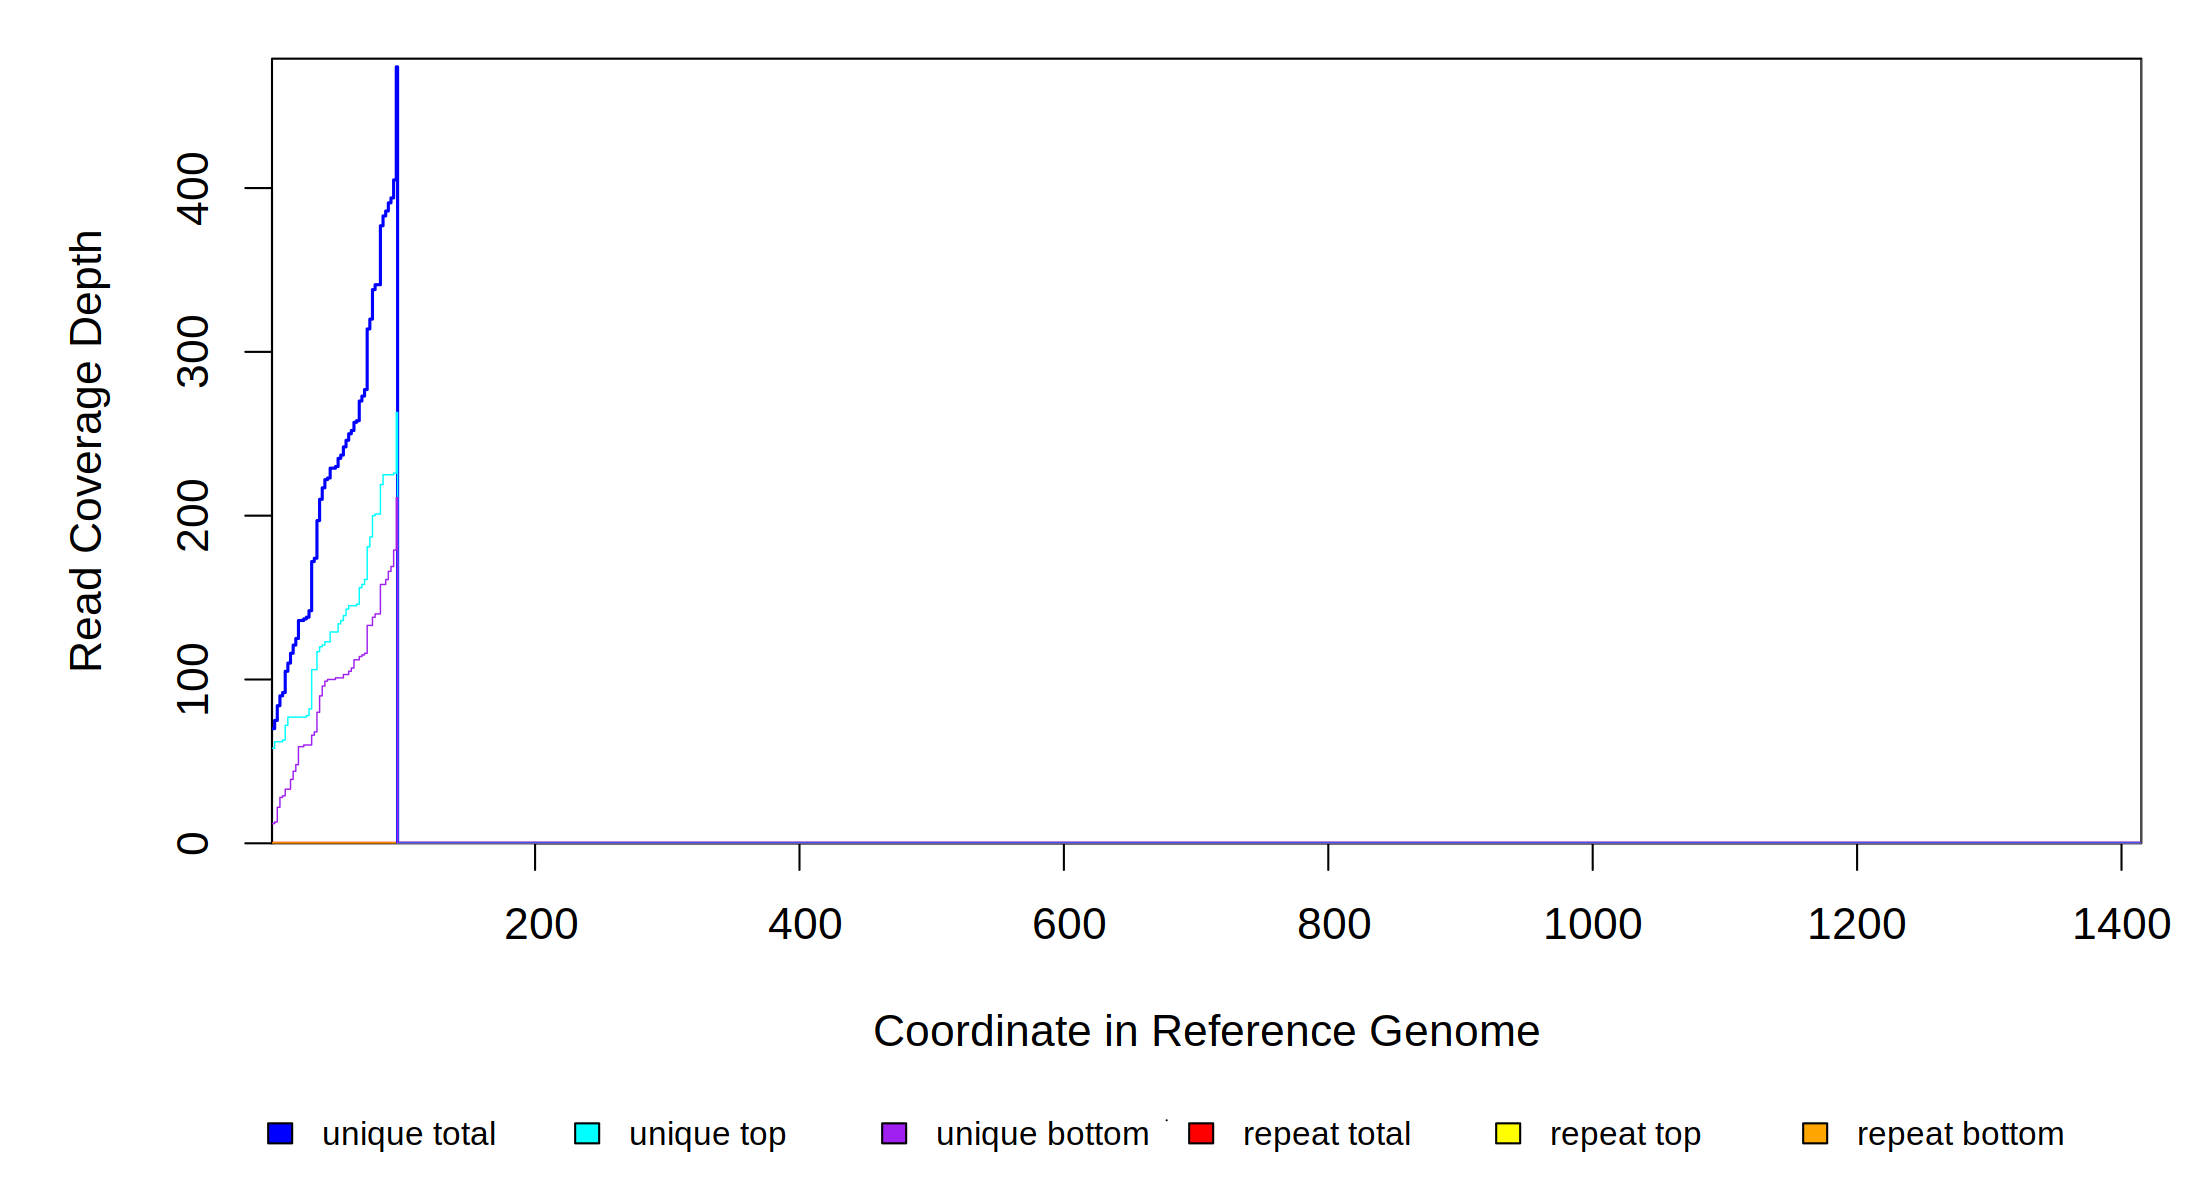 Read Coverage Depth
400
300
200
100
0
200 400 600 800 1000 1200 1400
Coordinate in Reference Genome
unique total unique top unique bottom repeat total repeat top repeat bottom